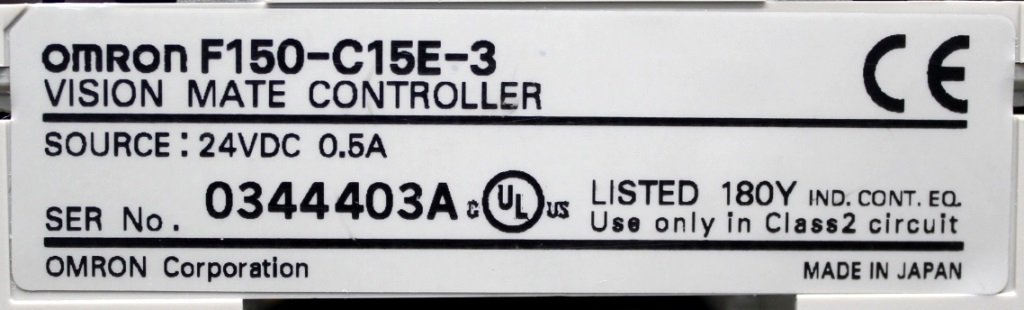 omron F150-C15E-3
VISION MATE CONTROLLER
CE
SOURCE: 24VDC 0.5A
SER No. 0344403A c UL us LISTED 180Y IND. CONT. EQ.
Use only in Class2 circuit
OMRON Corporation
MADE IN JAPAN